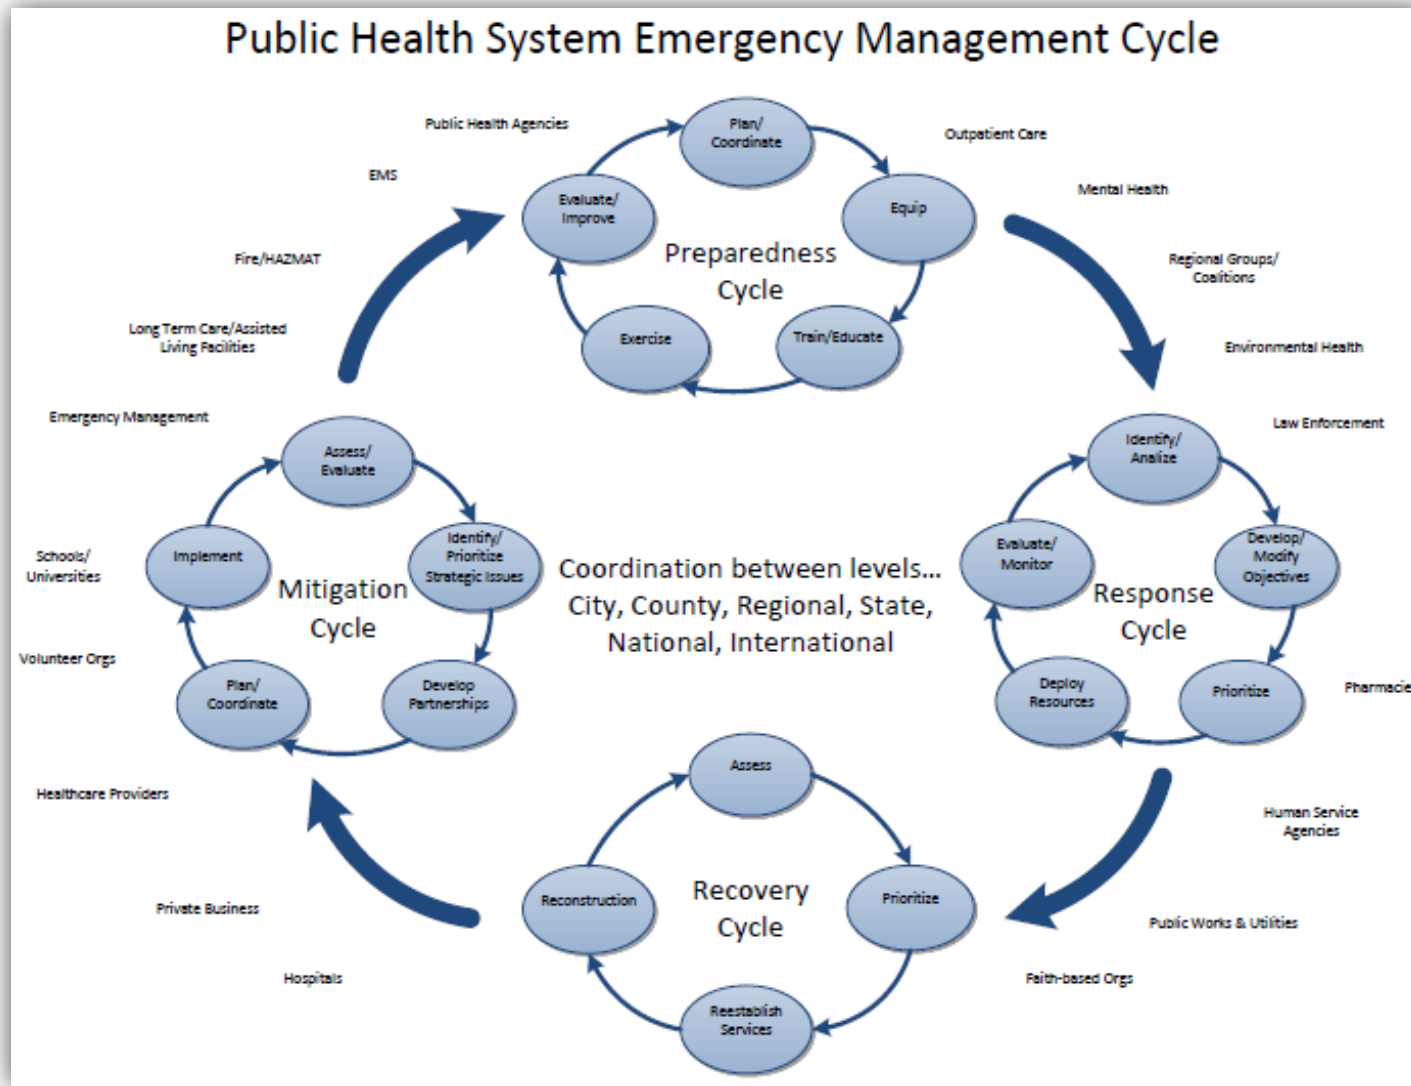 Public Health System Emergency Management Cycle
Public Health Agencies
EMS
Fire/HAZMAT
Long Term Care/Assisted
Living Facilities
Emergency Management
Schools/
Universities
Volunteer Orgs
Healthcare Providers
Private Business
Hospitals
Outpatient Care
Mental Health
Regional Groups/
Coalitions
Environmental Health
Law Enforcement
Pharmacie
Human Service
Agencies
Public Works & Utilities
Faith-based Orgs
Plan/
Coordinate
Equip
Train/Educate
Exercise
Evaluate/
Improve
Preparedness
Cycle
Identify/
Analize
Develop/
Modify
Objectives
Prioritize
Deploy
Resources
Evaluate/
Monitor
Response
Cycle
Assess
Prioritize
Reestablish
Services
Reconstruction
Recovery
Cycle
Assess/
Evaluate
Identify/
Prioritize
Strategic Issues
Develop
Partnerships
Plan/
Coordinate
Implement
Mitigation
Cycle
Coordination between levels...
City, County, Regional, State,
National, International